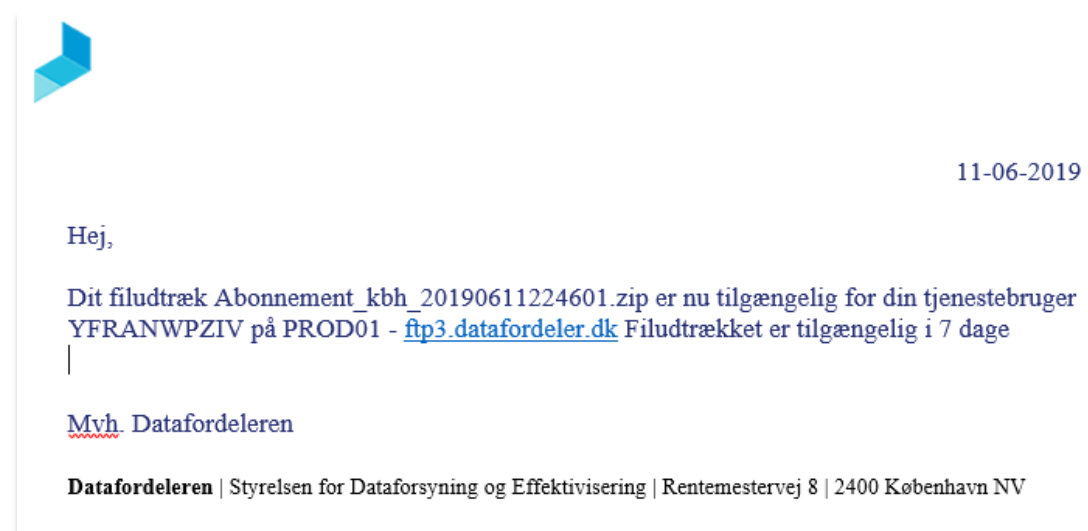 11-06-2019
Hej,
Dit filudtræk Abonnement_kbh_20190611224601.zip er nu tilgængelig for din tjenestebruger
YFRANWPZIV på PROD01 - ftp3.datafordeler.dk Filudtrækket er tilgængelig i 7 dage
Mvh. Datafordeleren
Datafordeleren | Styrelsen for Dataforsyning og Effektivisering | Rentemestervej 8 | 2400 København NV